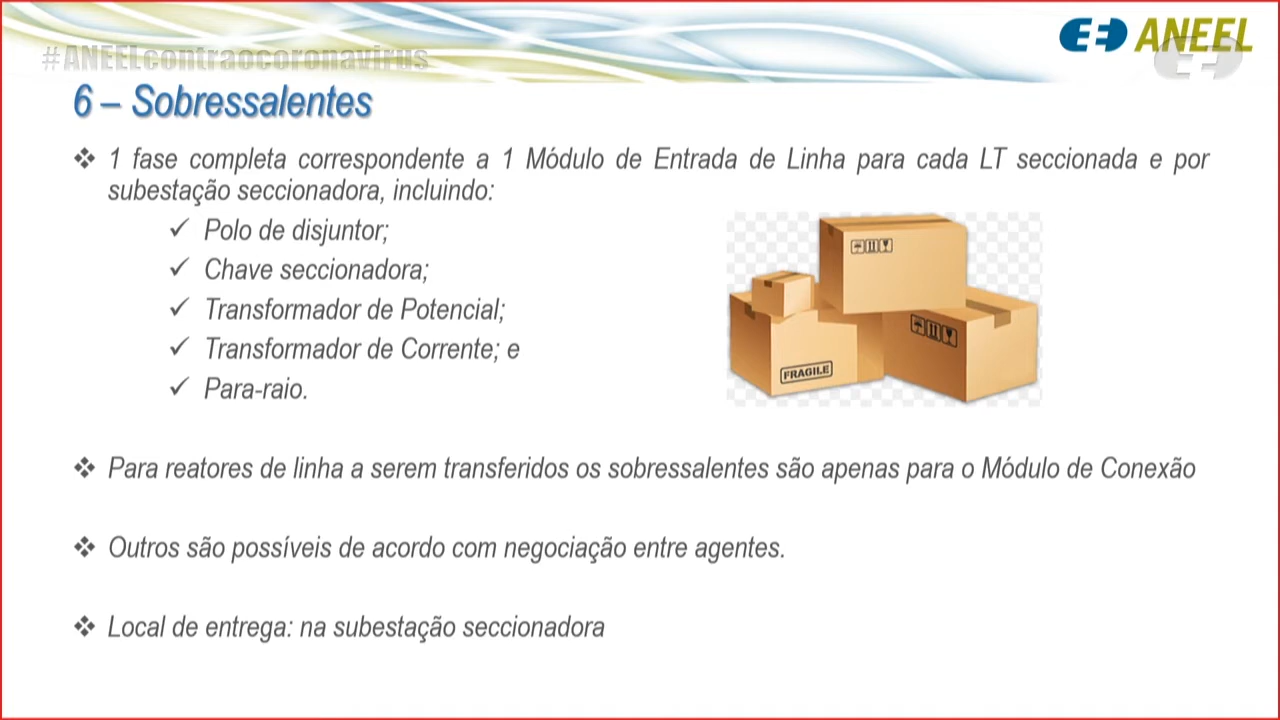 #ANEELcontraocoronavirus
ANEEL
6 – Sobressalentes
❖ 1 fase completa correspondente a 1 Módulo de Entrada de Linha para cada LT seccionada e por
subestação seccionadora, incluindo:
✓ Polo de disjuntor;
✓ Chave seccionadora;
✓ Transformador de Potencial;
✓ Transformador de Corrente; e
✓ Para-raio.
FRAGILE
❖ Para reatores de linha a serem transferidos os sobressalentes são apenas para o Módulo de Conexão
❖ Outros são possíveis de acordo com negociação entre agentes.
❖ Local de entrega: na subestação seccionadora